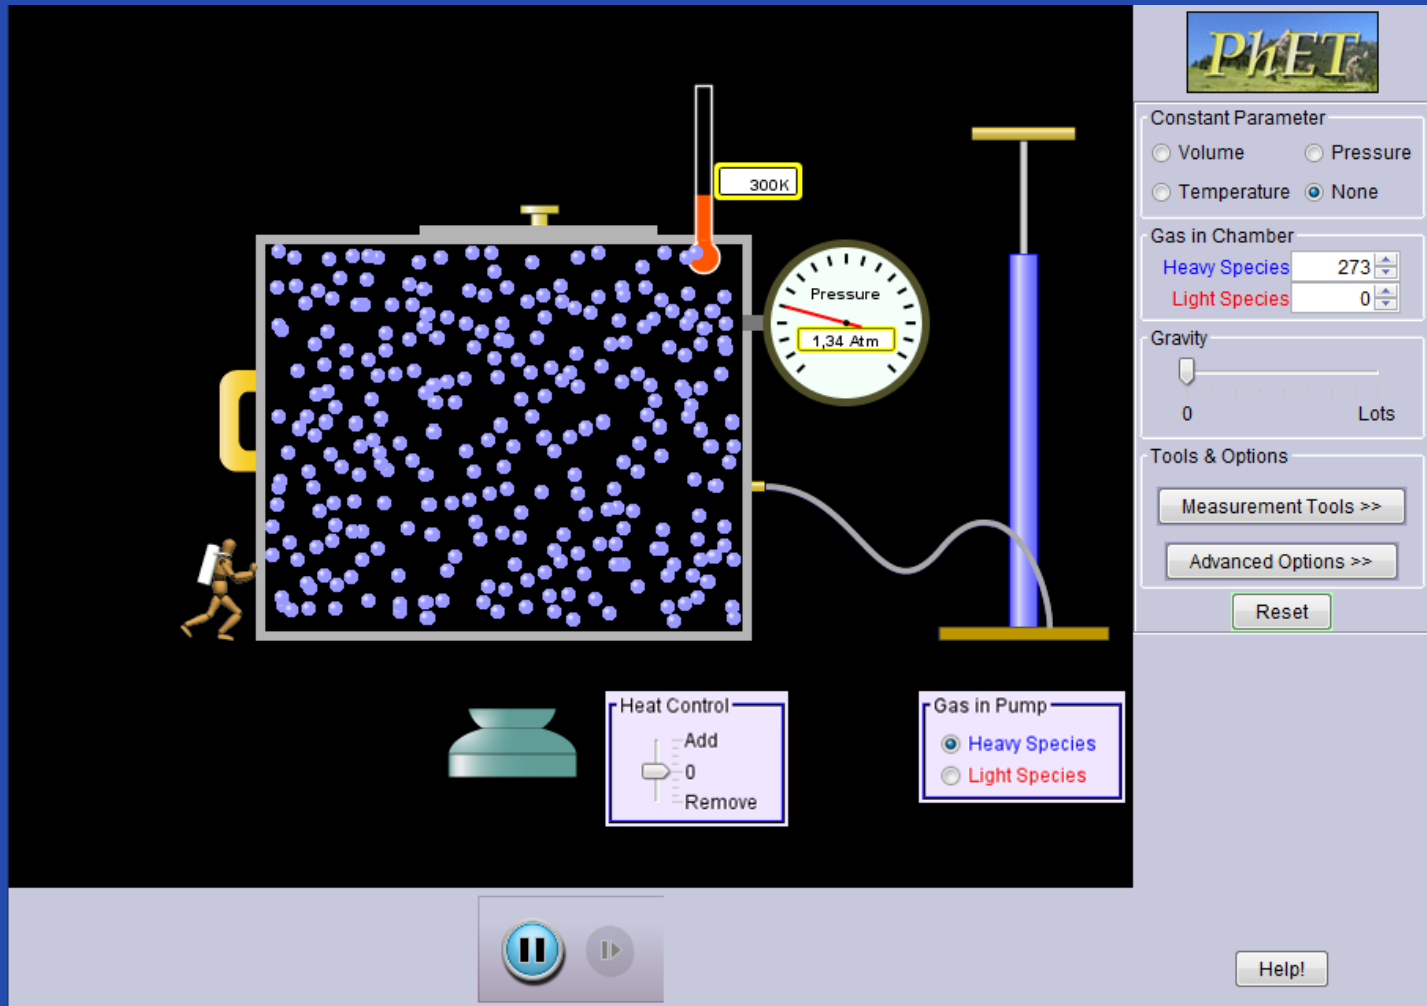 PhET
Constant Parameter
Volume
Pressure
Temperature
None
300K
Gas in Chamber
Heavy Species 273
Light Species 0
Pressure
1,34 Atm
Gravity
0
Lots
Tools & Options
Measurement Tools >>
Advanced Options >>
Reset
Heat Control
Add
0
Remove
Gas in Pump
Heavy Species
Light Species
Help!